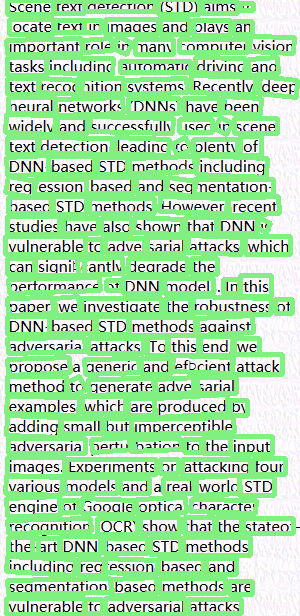 Scene text detection (STD) aims to
locate text in images and plays an
important role in many computer vision
tasks including automatic driving and
text recognition systems. Recently, deep
neural networks (DNNs) have been
widely and successfully used in scene
text detection, leading to plenty of
DNN-based STD methods including
regression-based and segmentation-
based STD methods. However, recent
studies have also shown that DNN is
vulnerable to adversarial attacks, which
can significantly degrade the
performance of DNN models. In this
paper, we investigate the robustness of
DNN-based STD methods against
adversarial attacks. To this end, we
propose a generic and efficient attack
method to generate adversarial
examples, which are produced by
adding small but imperceptible
adversarial perturbation to the input
images. Experiments on attacking four
various models and a real-world STD
engine of Google optical character
recognition (OCR) show that the state-of-
the-art DNN-based STD methods
including regression-based and
segmentation-based methods are
vulnerable to adversarial attacks